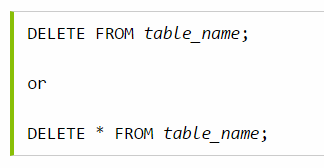 DELETE FROM table_name;
or
DELETE * FROM table_name;